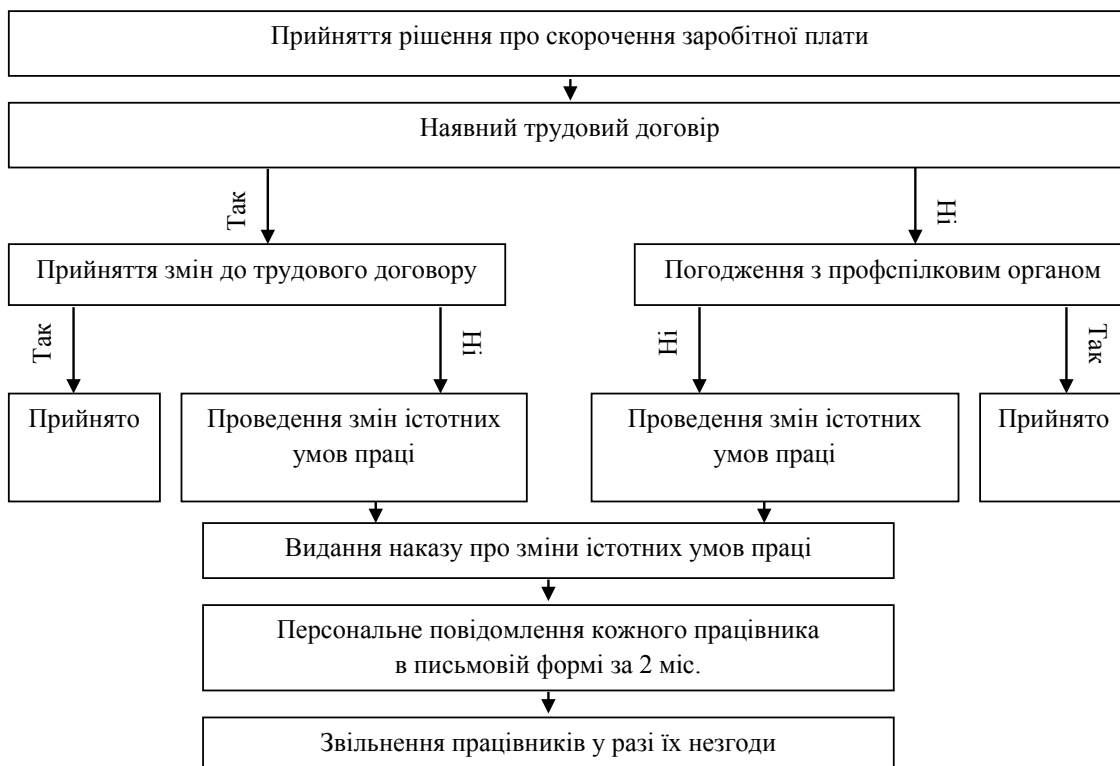 Прийняття рішення про скорочення заробітної плати
Наявний трудовий договір
Так
Ні
Прийняття змін до трудового договору
Погодження з профспілковим органом
Так
Ні
Ні
Так
Прийнято
Проведення змін істотних
умов праці
Проведення змін істотних
умов праці
Прийнято
Видання наказу про зміни істотних умов праці
Персональне повідомлення кожного працівника
в письмовій формі за 2 міс.
Звільнення працівників у разі їх незгоди